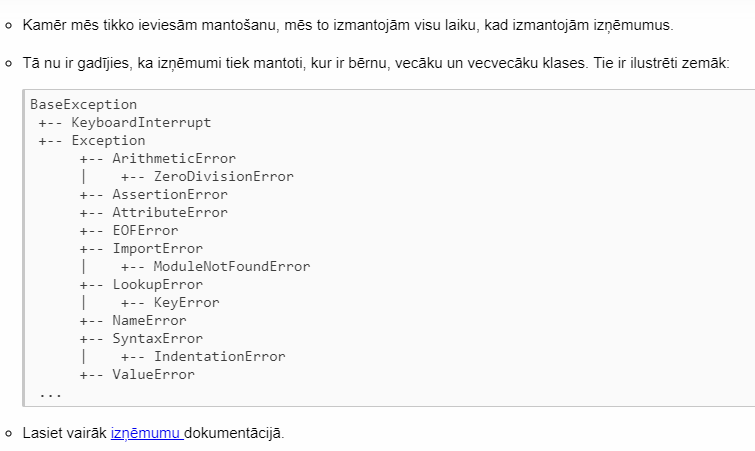 Kamēr mēs tikko ieviesām mantošanu, mēs to izmantojām visu laiku, kad izmantojām izņēmumus.
Tā nu ir gadījies, ka izņēmumi tiek mantoti, kur ir bērnu, vecāku un vecvecāku klases. Tie ir ilustrēti zemāk:
BaseException
 +-- KeyboardInterrupt
 +-- Exception
      +-- ArithmeticError
      |    +-- ZeroDivisionError
      +-- AssertionError
      +-- AttributeError
      +-- EOFError
      +-- ImportError
      |    +-- ModuleNotFoundError
      +-- LookupError
      |    +-- KeyError
      +-- NameError
      +-- SyntaxError
      |    +-- IndentationError
      +-- ValueError
 ...
Lasiet vairāk izņēmumu dokumentācijā.